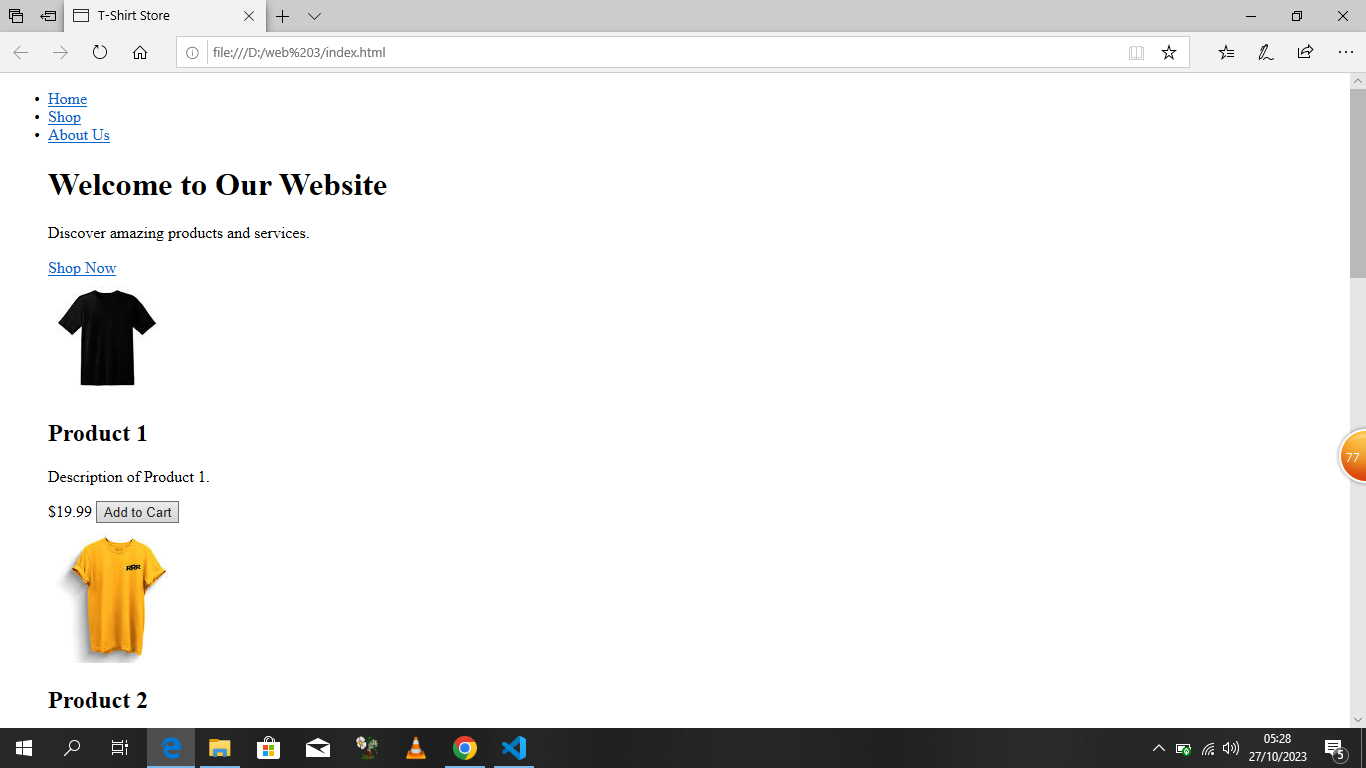 T-Shirt Store
file:///D:/web%203/index.html
Home
Shop
About Us
Welcome to Our Website
Discover amazing products and services.
Shop Now
Product 1
Description of Product 1.
$19.99 Add to Cart
RRR
Product 2
77
05:28
27/10/2023
5